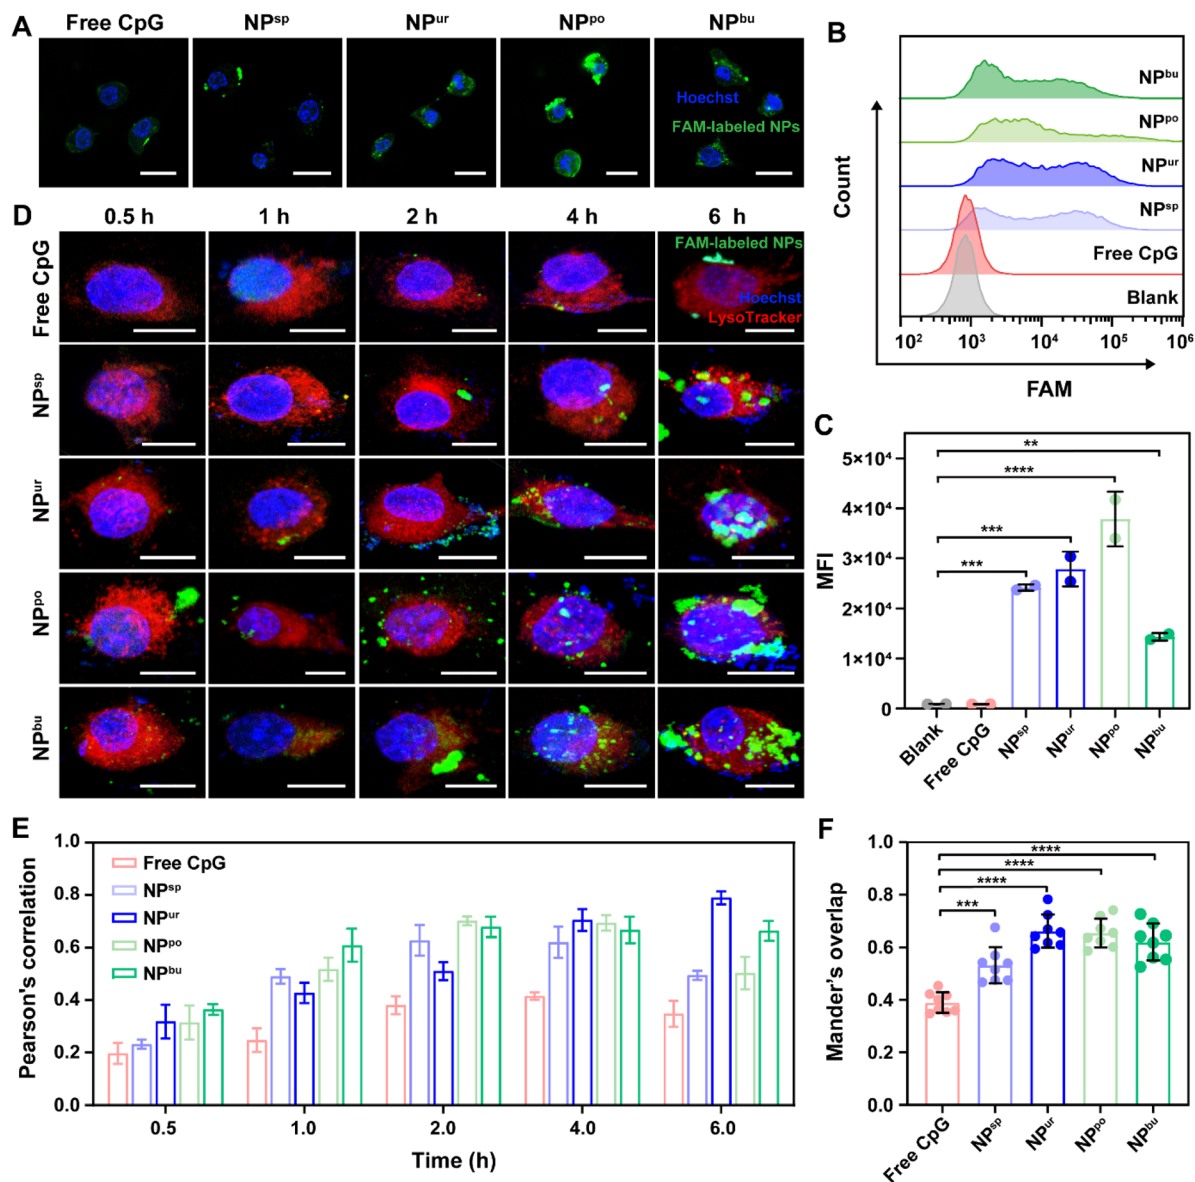 A
Free CpG NPsp NPur NPpo NPbu
Hoechst
FAM-labeled NPs
B
Count
NPbu
NPpo
NPur
NPsp
Free CpG
Blank
10² 10³ 10⁴ 10⁵ 10⁶
FAM
C
MFI
5×10⁴
4×10⁴
3×10⁴
2×10⁴
1×10⁴
0
**
****
***
***
Blank Free CpG NPsp NPur NPpo NPbu
D
0.5 h 1 h 2 h 4 h 6 h
Free CpG
FAM-labeled NPs
Hoechst
LysoTracker
NPsp
NPur
NPpo
NPbu
E
Pearson's correlation
1.0
0.8
0.6
0.4
0.2
0.0
Free CpG
NPsp
NPur
NPpo
NPbu
0.5 1.0 2.0 4.0 6.0
Time (h)
F
Mander's overlap
1.0
0.8
0.6
0.4
0.2
0.0
****
****
****
***
Free CpG NPsp NPur NPpo NPbu